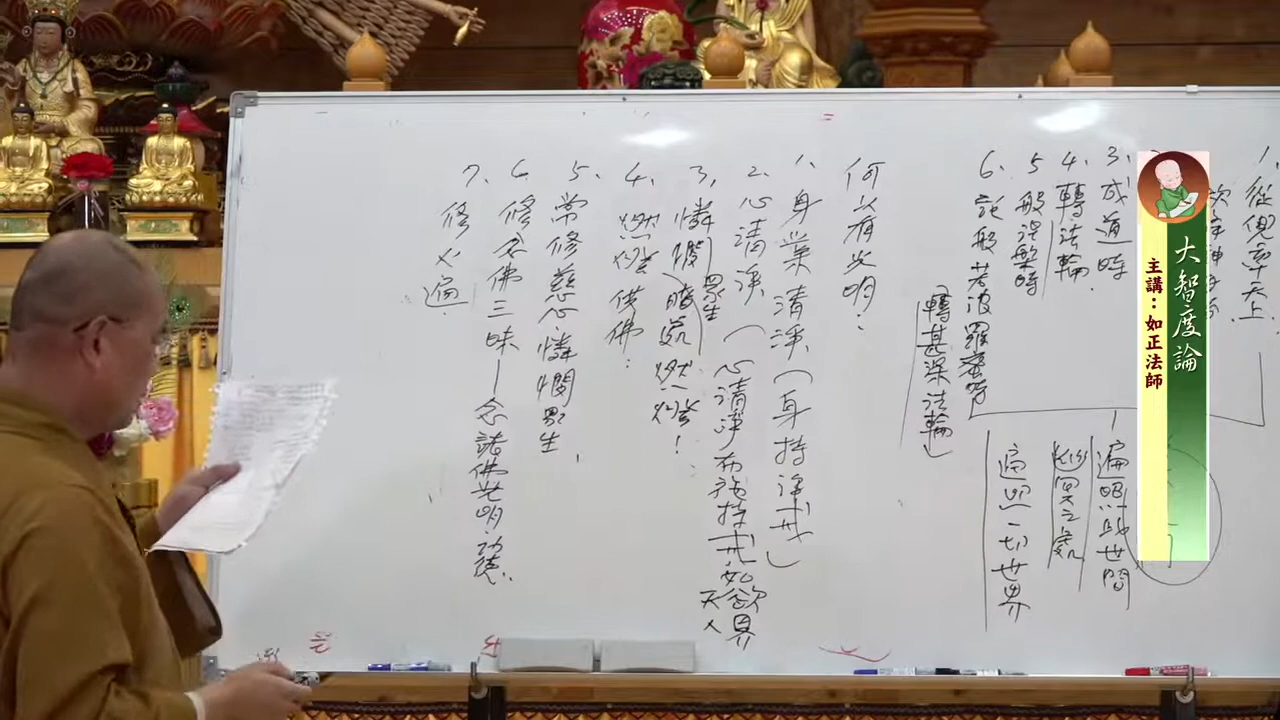 1. 從兜率天上
3. 成道時
4. 轉法輪.
5 般涅槃時
6. 說般若波羅蜜時
「轉甚深法輪」
遍照此世間
幽冥之處
遍照一切世界
何以有光明:
1. 身業清淨(身持淨戒)
2. 心清淨(心清淨布施持戒如欲界天人
3. 憐憫眾生暗處燃燈!
4. 燃燈供佛:
5. 常修慈心憐憫眾生.
6. 修念佛三昧—念諸佛光明功德.
7. 修火遍.
大智度論
主講:如正法師